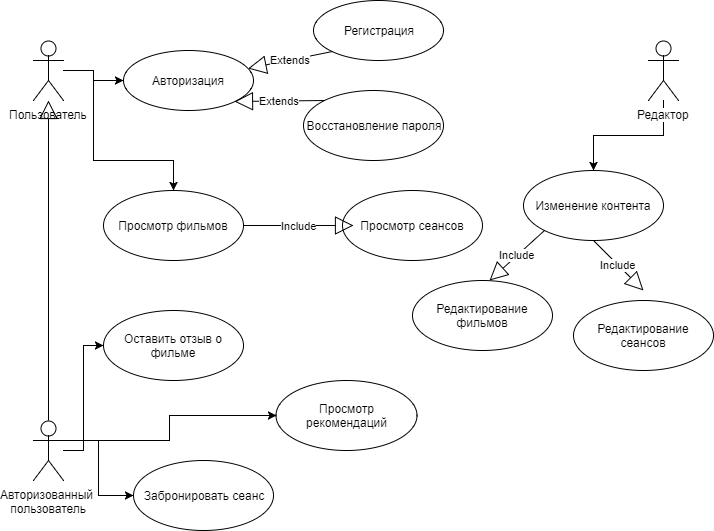 Регистрация
Extends
Авторизация
Extends
Пользователь
Восстановление пароля
Редактор
Просмотр фильмов
Include
Просмотр сеансов
Изменение контента
Include
Include
Редактирование
фильмов
Редактирование
сеансов
Оставить отзыв о
фильме
Просмотр
рекомендаций
Авторизованный
пользователь
Забронировать сеанс